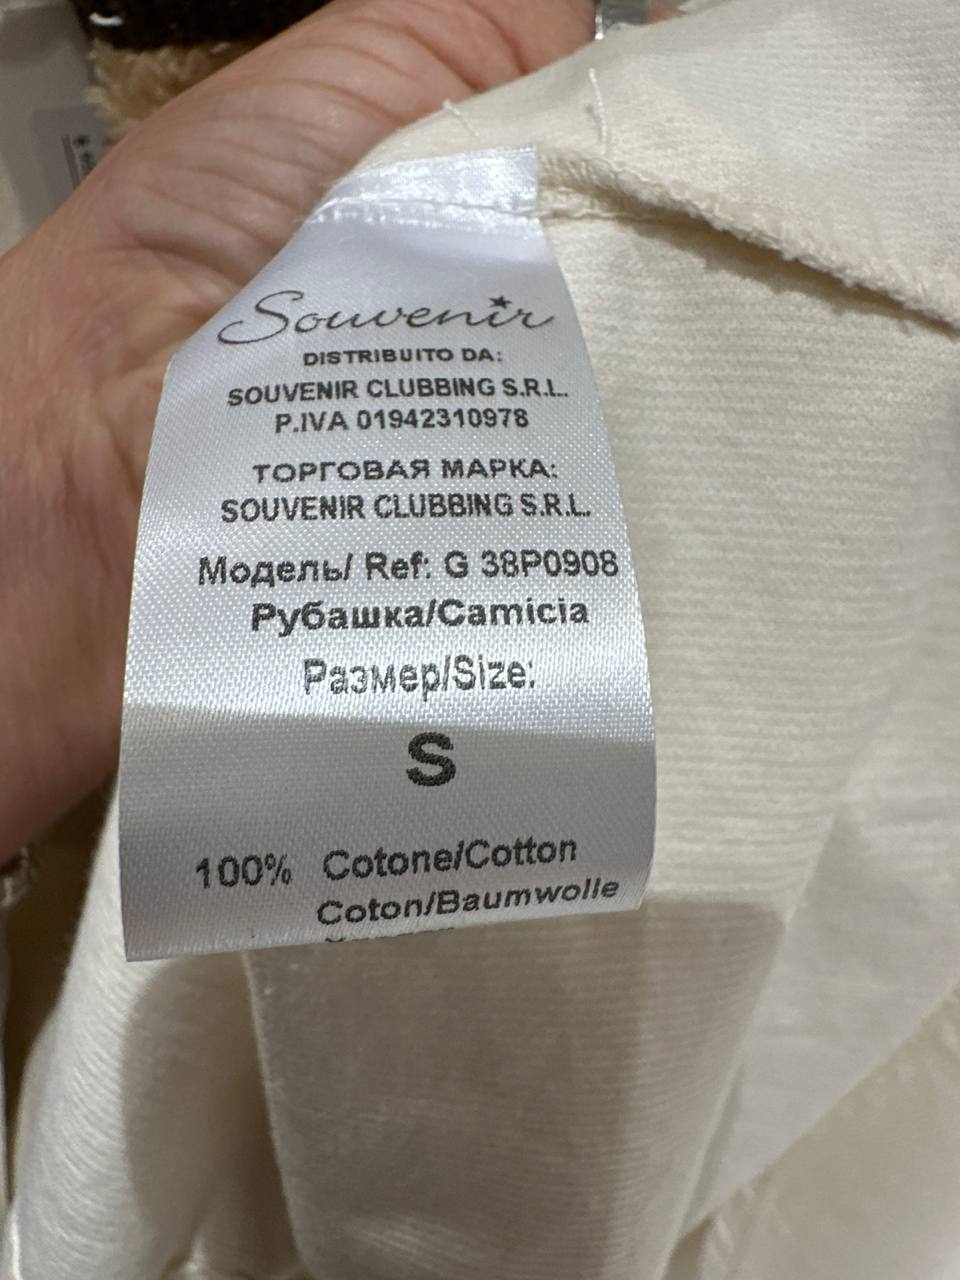 Souvenir
DISTRIBUITO DA:
SOUVENIR CLUBBING S.R.L.
P.IVA 01942310978
ТОРГОВАЯ МАРКА:
SOUVENIR CLUBBING S.R.L.
Модель/ Ref: G 38P0908
Рубашка/Camicia
Размер/Size:
S
100% Cotone/Cotton
Coton/Baumwolle